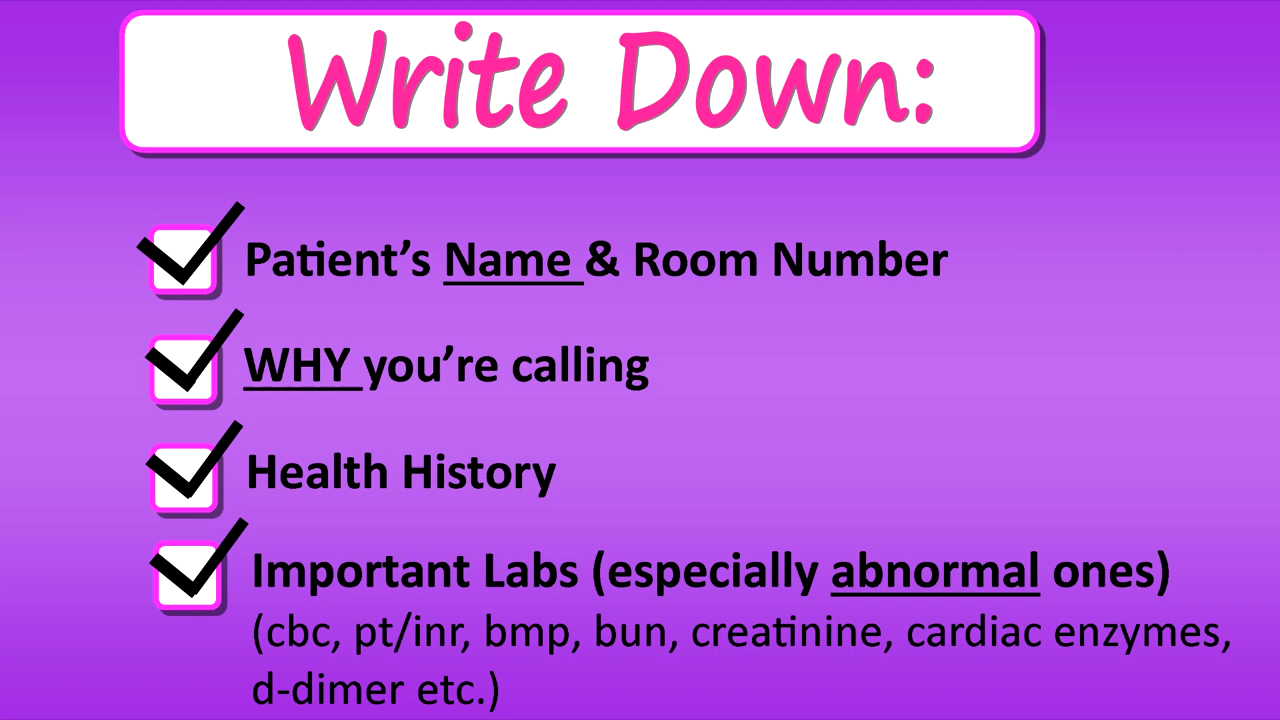 Write Down:
Patient’s Name & Room Number
WHY you’re calling
Health History
Important Labs (especially abnormal ones)
(cbc, pt/inr, bmp, bun, creatinine, cardiac enzymes,
d-dimer etc.)